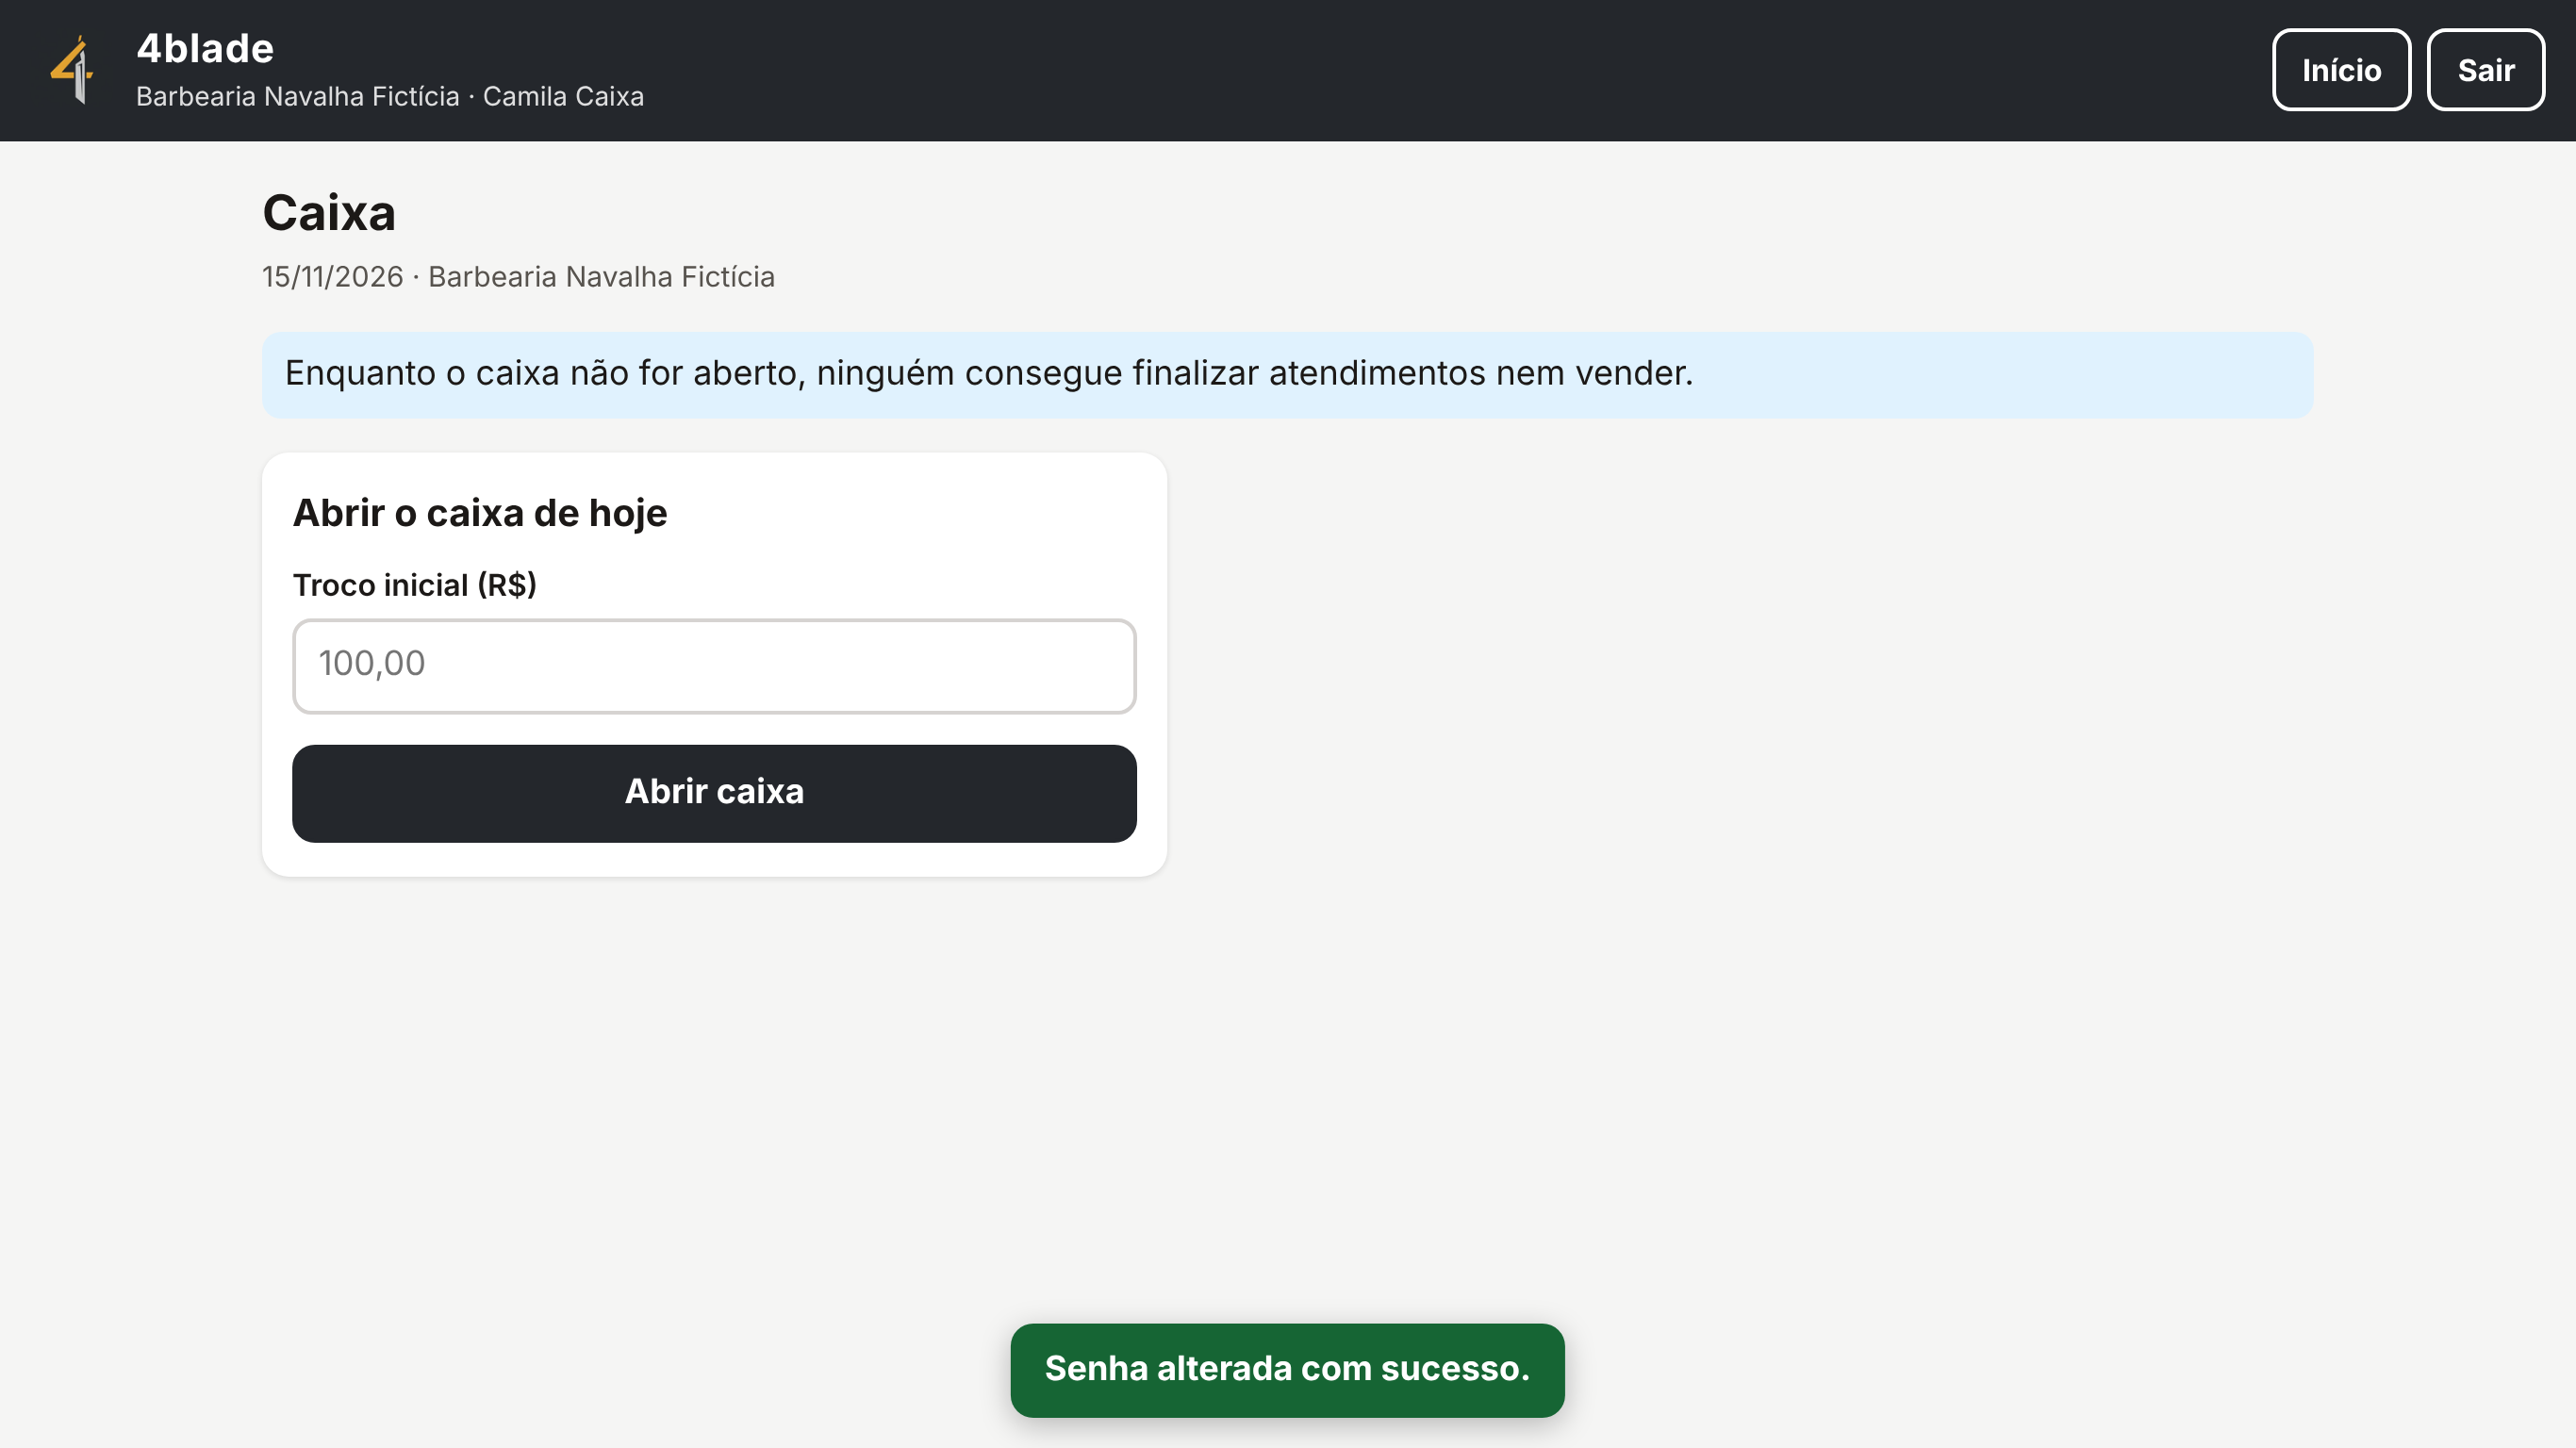 4blade
Barbearia Navalha Fictícia · Camila Caixa
Início
Sair
Caixa
15/11/2026 · Barbearia Navalha Fictícia
Enquanto o caixa não for aberto, ninguém consegue finalizar atendimentos nem vender.
Abrir o caixa de hoje
Troco inicial (R$)
100,00
Abrir caixa
Senha alterada com sucesso.